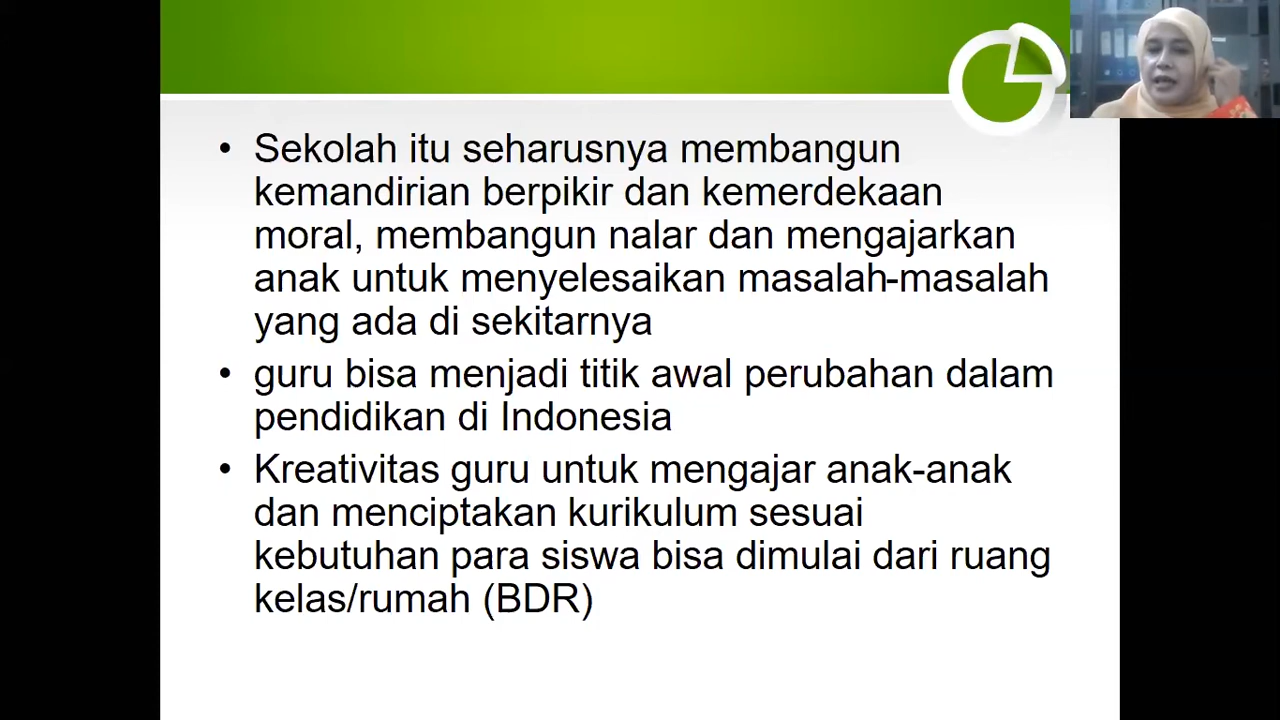 • Sekolah itu seharusnya membangun
kemandirian berpikir dan kemerdekaan
moral, membangun nalar dan mengajarkan
anak untuk menyelesaikan masalah-masalah
yang ada di sekitarnya
• guru bisa menjadi titik awal perubahan dalam
pendidikan di Indonesia
• Kreativitas guru untuk mengajar anak-anak
dan menciptakan kurikulum sesuai
kebutuhan para siswa bisa dimulai dari ruang
kelas/rumah (BDR)